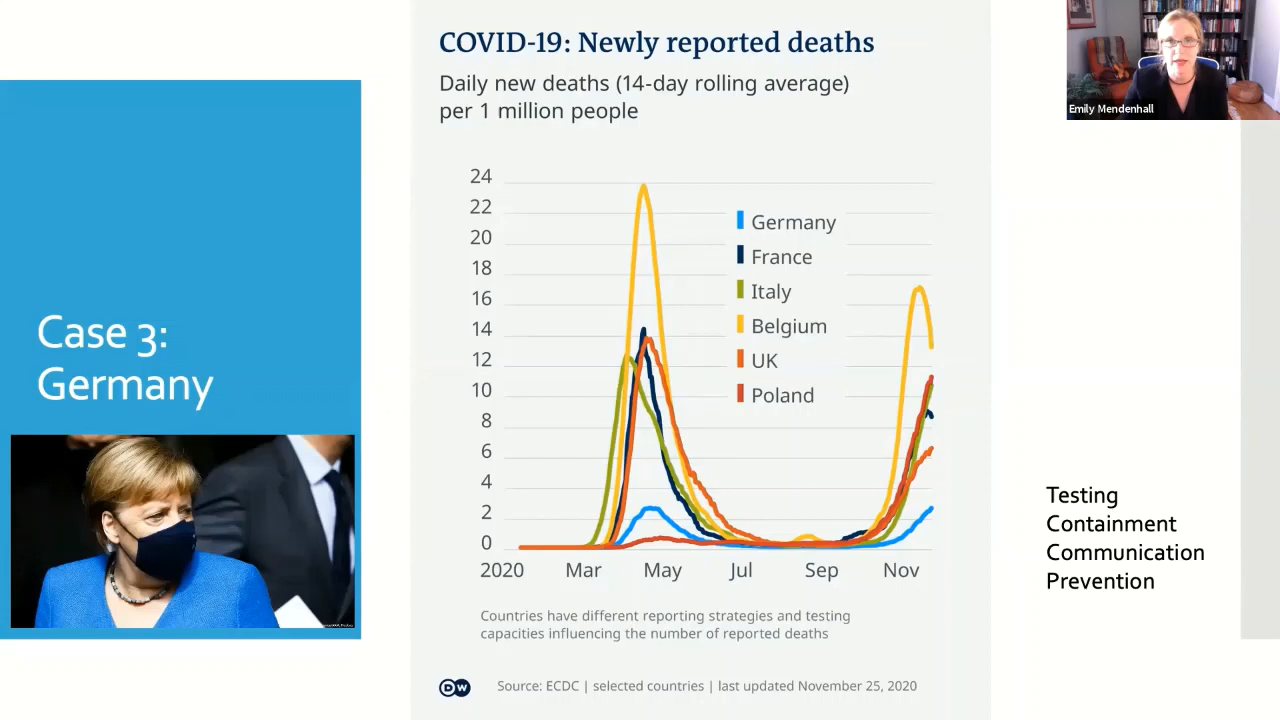 Case 3:
Germany
COVID-19: Newly reported deaths
Daily new deaths (14-day rolling average)
per 1 million people
24
22
20
18
16
14
12
10
8
6
4
2
0
2020 Mar May Jul Sep Nov
Germany
France
Italy
Belgium
UK
Poland
Countries have different reporting strategies and testing
capacities influencing the number of reported deaths
DW
Source: ECDC | selected countries | last updated November 25, 2020
Emily Mendenhall
Testing
Containment
Communication
Prevention